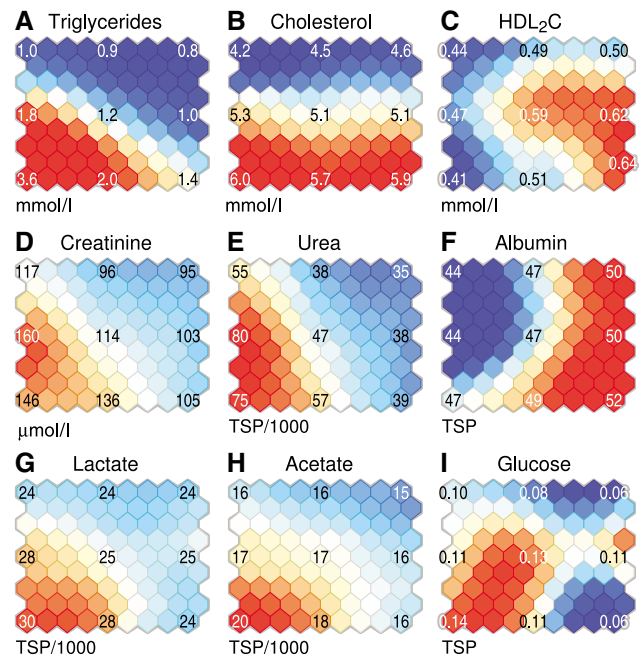 A Triglycerides
1.0 0.9 0.8
1.8 1.2 1.0
3.6 2.0 1.4
mmol/l
B Cholesterol
4.2 4.5 4.6
5.3 5.1 5.1
6.0 5.7 5.9
mmol/l
C HDL₂C
0.44 0.49 0.50
0.47 0.59 0.62
0.64
0.41 0.51
mmol/l
D Creatinine
117 96 95
160 114 103
146 136 105
µmol/l
E Urea
55 38 35
80 47 38
75 57 39
TSP/1000
F Albumin
44 47 50
44 47 50
47 49 52
TSP
G Lactate
24 24 24
28 25 25
30 28 24
TSP/1000
H Acetate
16 16 15
17 17 16
20 18 16
TSP/1000
I Glucose
0.10 0.08 0.06
0.11 0.13 0.11
0.14 0.11 0.06
TSP